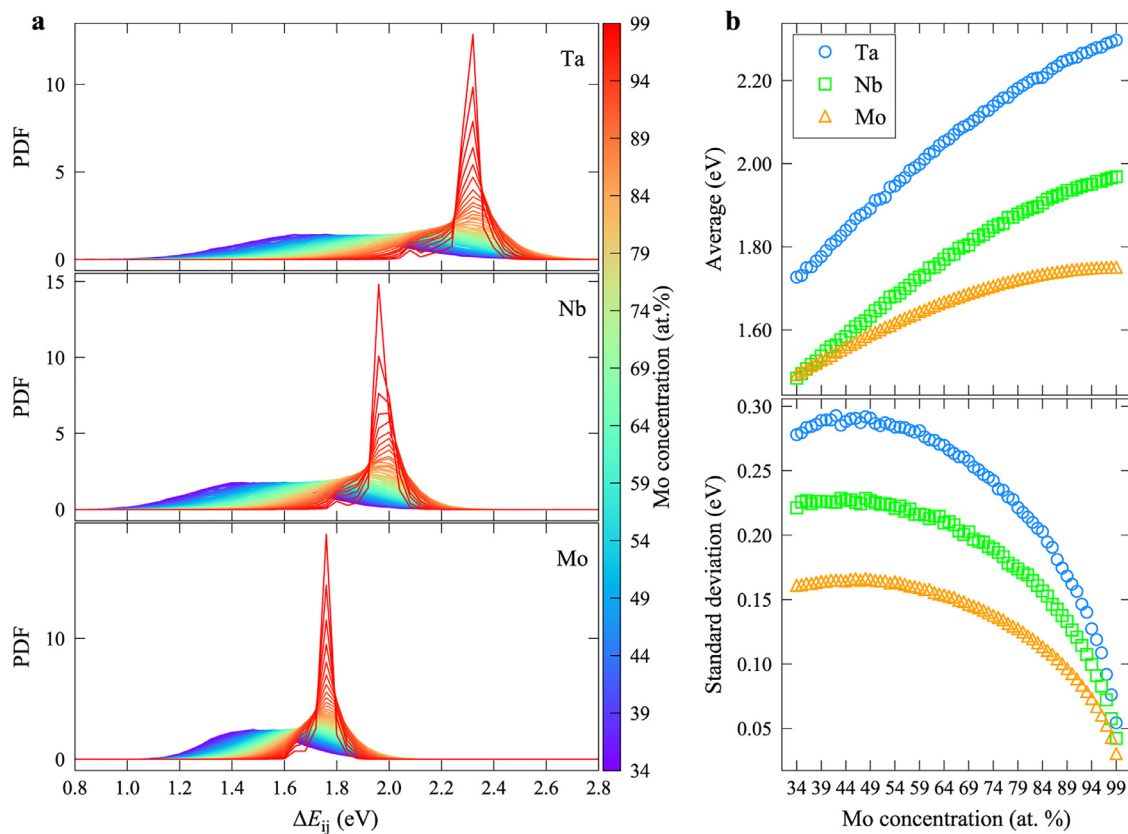 a
Ta
PDF
10
5
0
Nb
PDF
15
10
5
0
Mo
PDF
10
0
0.8 1.0 1.2 1.4 1.6 1.8 2.0 2.2 2.4 2.6 2.8
ΔE_ij (eV)
99
94
89
84
79
74
69
64
59
54
49
44
39
34
Mo concentration (at.%)
b
Ta
Nb
Mo
Average (eV)
2.20
2.00
1.80
1.60
Standard deviation (eV)
0.30
0.25
0.20
0.15
0.10
0.05
34 39 44 49 54 59 64 69 74 79 84 89 94 99
Mo concentration (at. %)